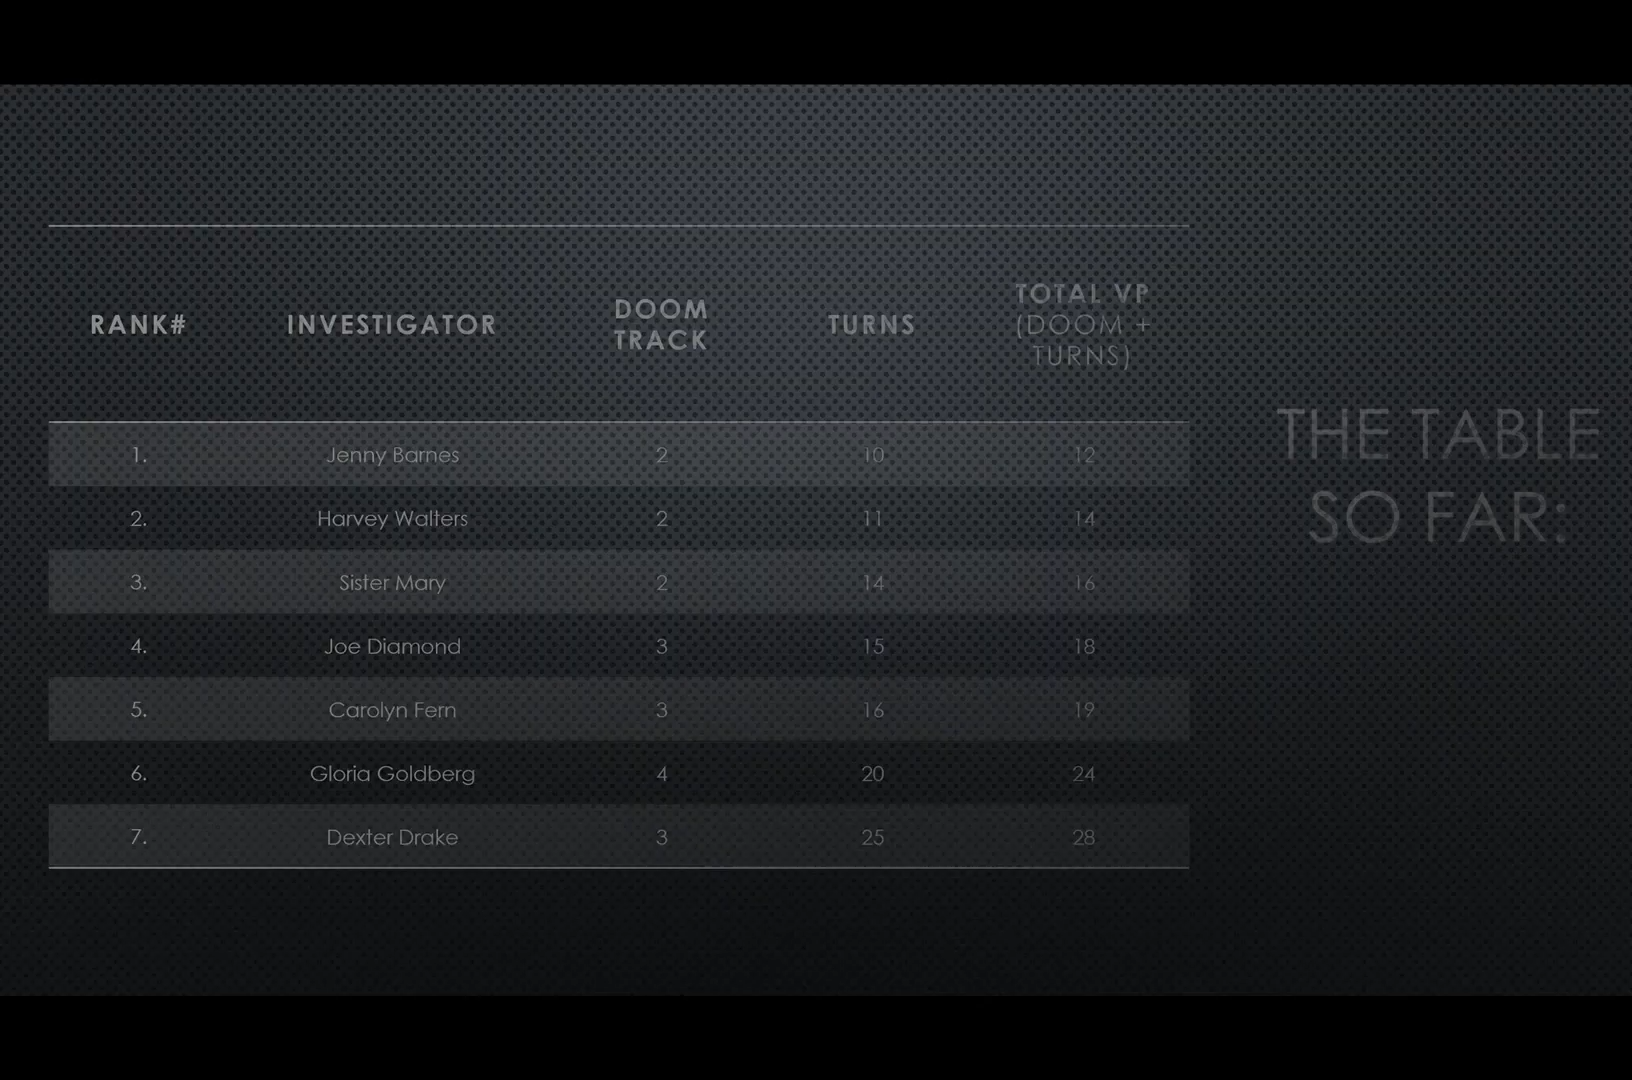 RANK# INVESTIGATOR DOOM TRACK TURNS TOTAL VP (DOOM + TURNS)
1. Jenny Barnes 2 10 12
2. Harvey Walters 2 11 14
3. Sister Mary 2 14 16
4. Joe Diamond 3 15 18
5. Carolyn Fern 3 16 19
6. Gloria Goldberg 4 20 24
7. Dexter Drake 3 25 28
THE TABLE
SO FAR: